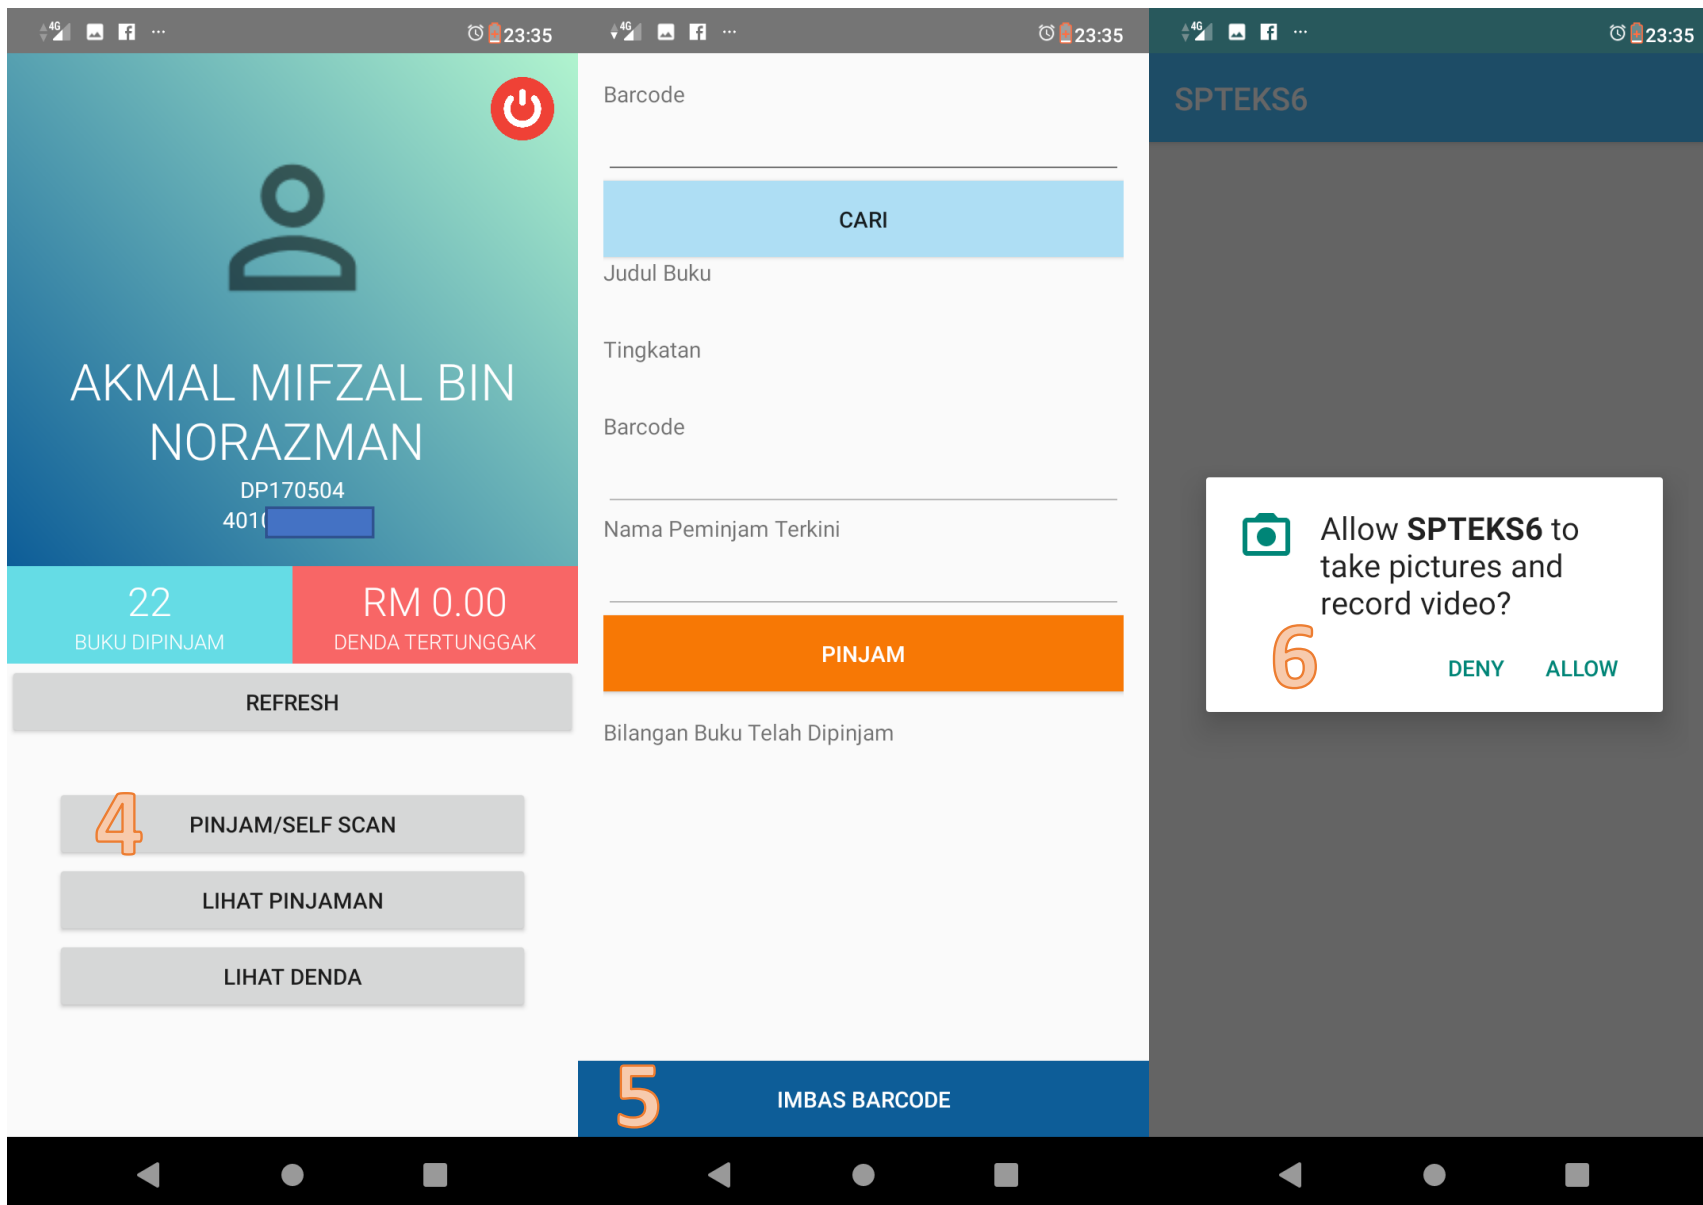 4G
23:35
AKMAL MIFZAL BIN
NORAZMAN
DP170504
401
22
BUKU DIPINJAM
RM 0.00
DENDA TERTUNGGAK
REFRESH
4
PINJAM/SELF SCAN
LIHAT PINJAMAN
LIHAT DENDA
4G
23:35
Barcode
CARI
Judul Buku
Tingkatan
Barcode
Nama Peminjam Terkini
PINJAM
Bilangan Buku Telah Dipinjam
5
IMBAS BARCODE
4G
23:35
SPTEKS6
Allow SPTEKS6 to
take pictures and
record video?
6
DENY ALLOW